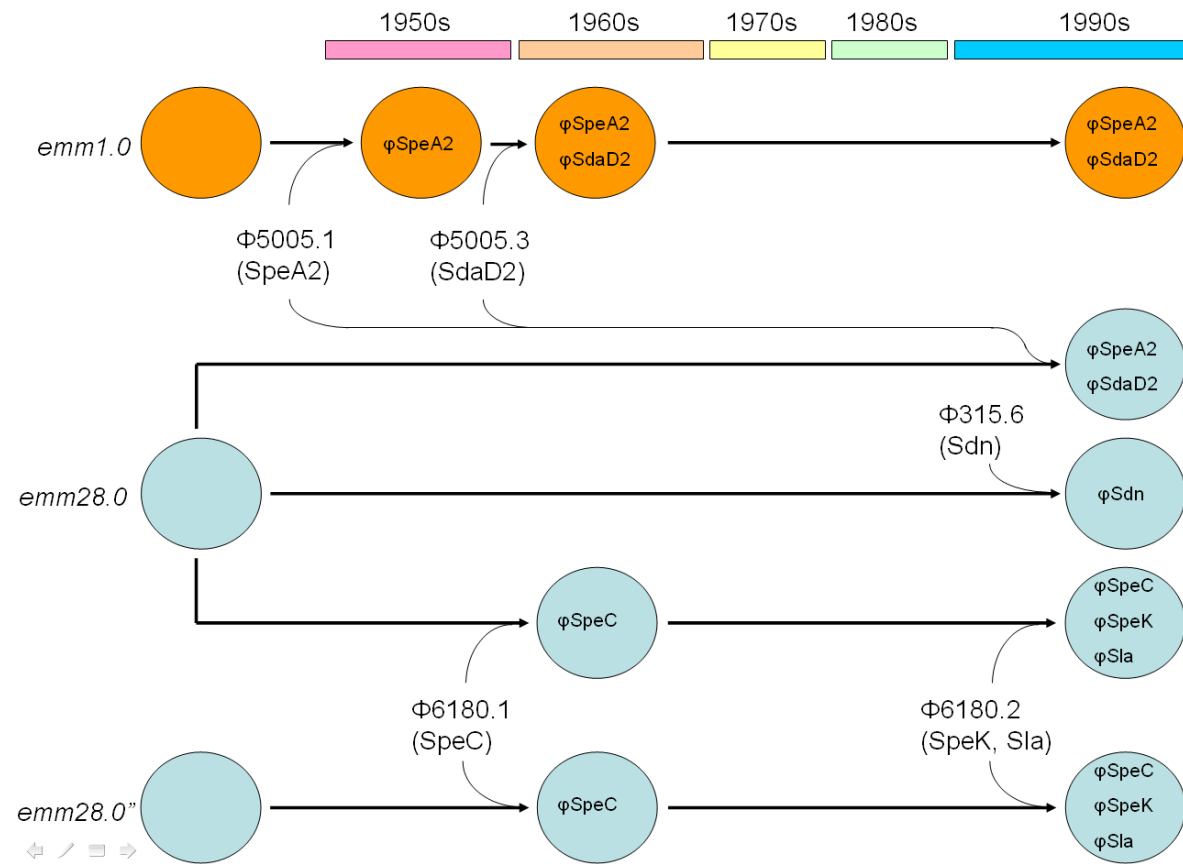 1950s
1960s
1970s
1980s
1990s
emm1.0
φSpeA2
φSpeA2
φSdaD2
φSpeA2
φSdaD2
Φ5005.1
(SpeA2)
Φ5005.3
(SdaD2)
φSpeA2
φSdaD2
Φ315.6
(Sdn)
emm28.0
φSdn
φSpeC
φSpeC
φSpeK
φSla
Φ6180.1
(SpeC)
Φ6180.2
(SpeK, Sla)
emm28.0”
φSpeC
φSpeC
φSpeK
φSla